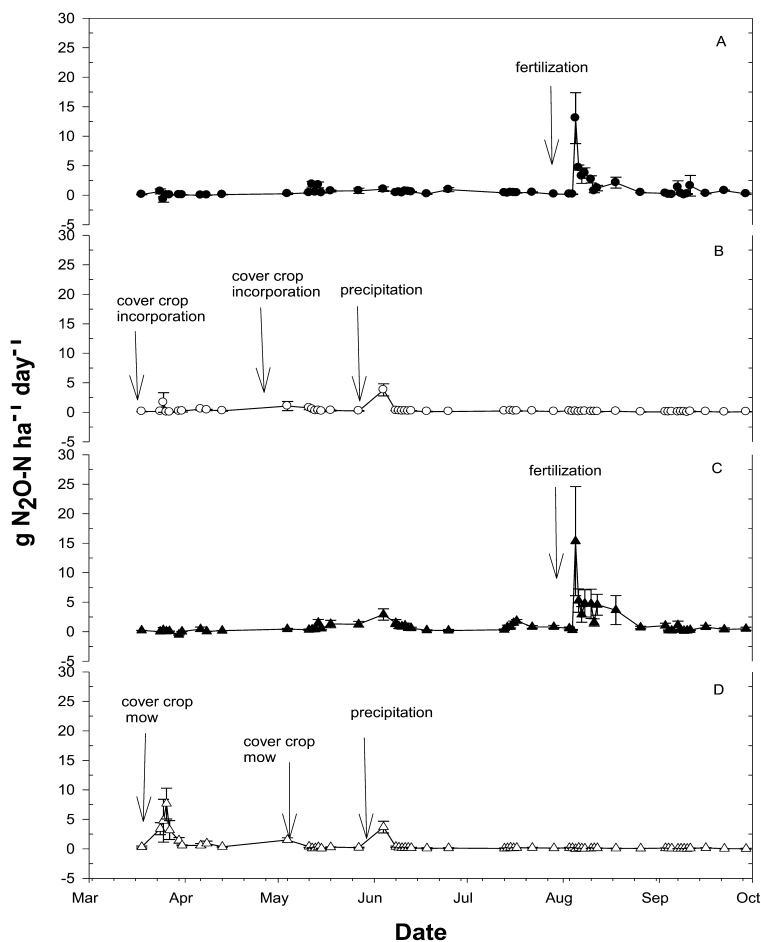 30
25
20
15
10
5
0
-5
A
fertilization
30
25
20
15
10
5
0
-5
B
cover crop
incorporation
cover crop
incorporation
precipitation
30
25
20
15
10
5
0
-5
C
fertilization
30
25
20
15
10
5
0
-5
D
cover crop
mow
cover crop
mow
precipitation
g N₂O-N ha⁻¹ day⁻¹
Mar Apr May Jun Jul Aug Sep Oct
Date